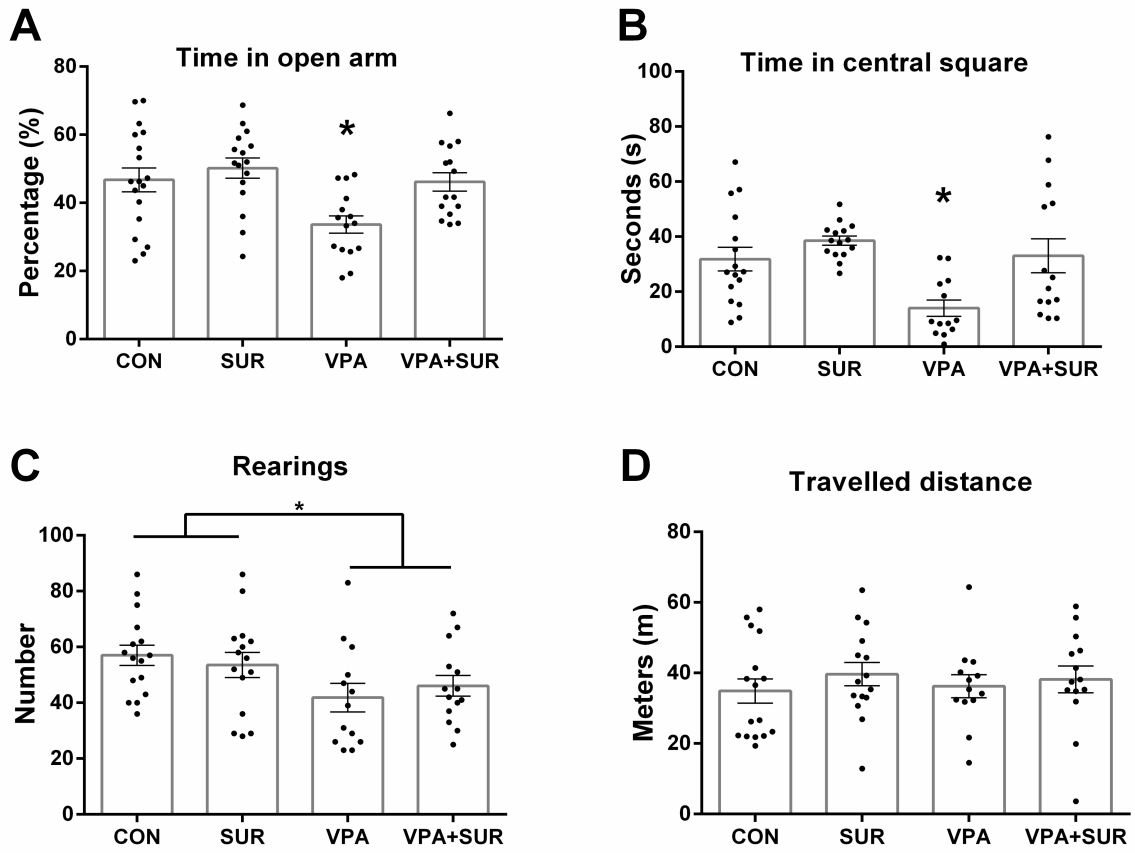 A
Time in open arm
Percentage (%)
80
60
40
20
0
*
CON SUR VPA VPA+SUR
B
Time in central square
Seconds (s)
100
80
60
40
20
0
*
CON SUR VPA VPA+SUR
C
Rearings
Number
100
80
60
40
20
0
*
CON SUR VPA VPA+SUR
D
Travelled distance
Meters (m)
80
60
40
20
0
CON SUR VPA VPA+SUR